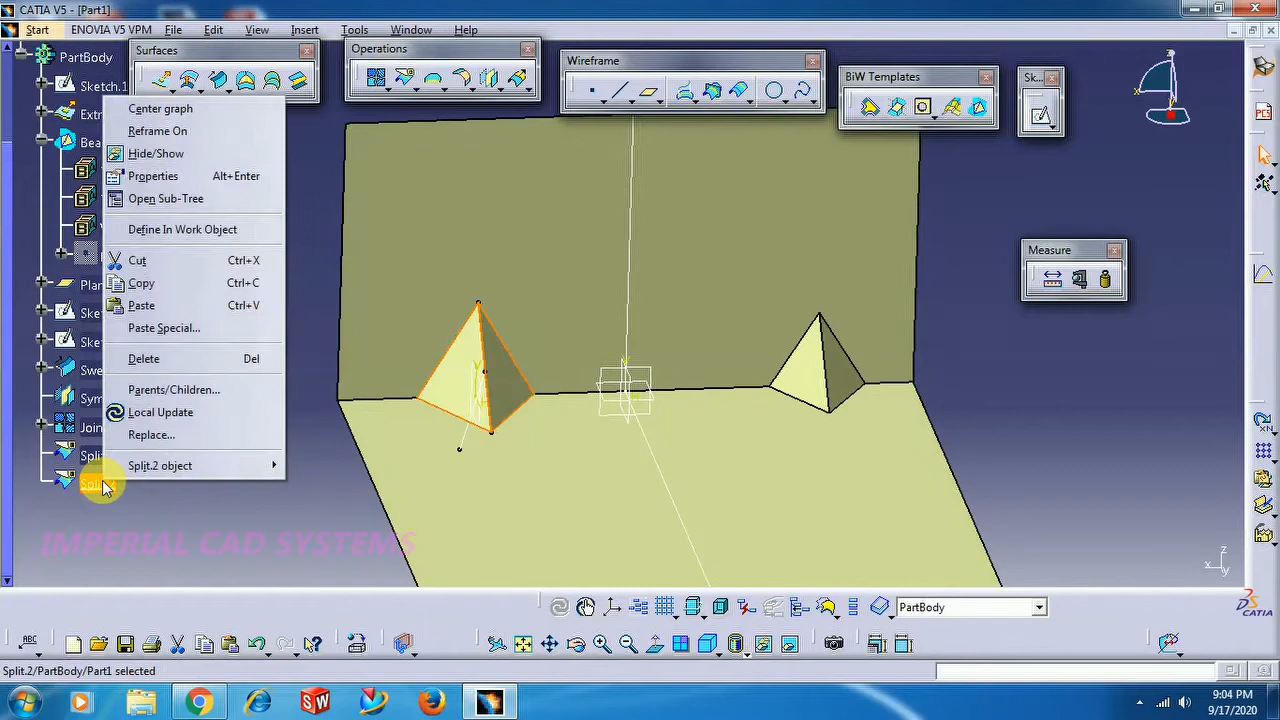 CATIA V5 - [Part1]
Start ENOVIA V5 VPM File Edit View Insert Tools Window Help
Surfaces
Operations
Wireframe
BiW Templates
Sk...
PartBody
Sketch.1
Center graph
Reframe On
Hide/Show
Properties Alt+Enter
Open Sub-Tree
Define In Work Object
Cut Ctrl+X
Copy Ctrl+C
Paste Ctrl+V
Paste Special...
Delete Del
Parents/Children...
Local Update
Replace...
Split.2 object
Measure
IMPERIAL CAD SYSTEMS
PartBody
ABC
Split.2/PartBody/Part1 selected
9:04 PM
9/17/2020